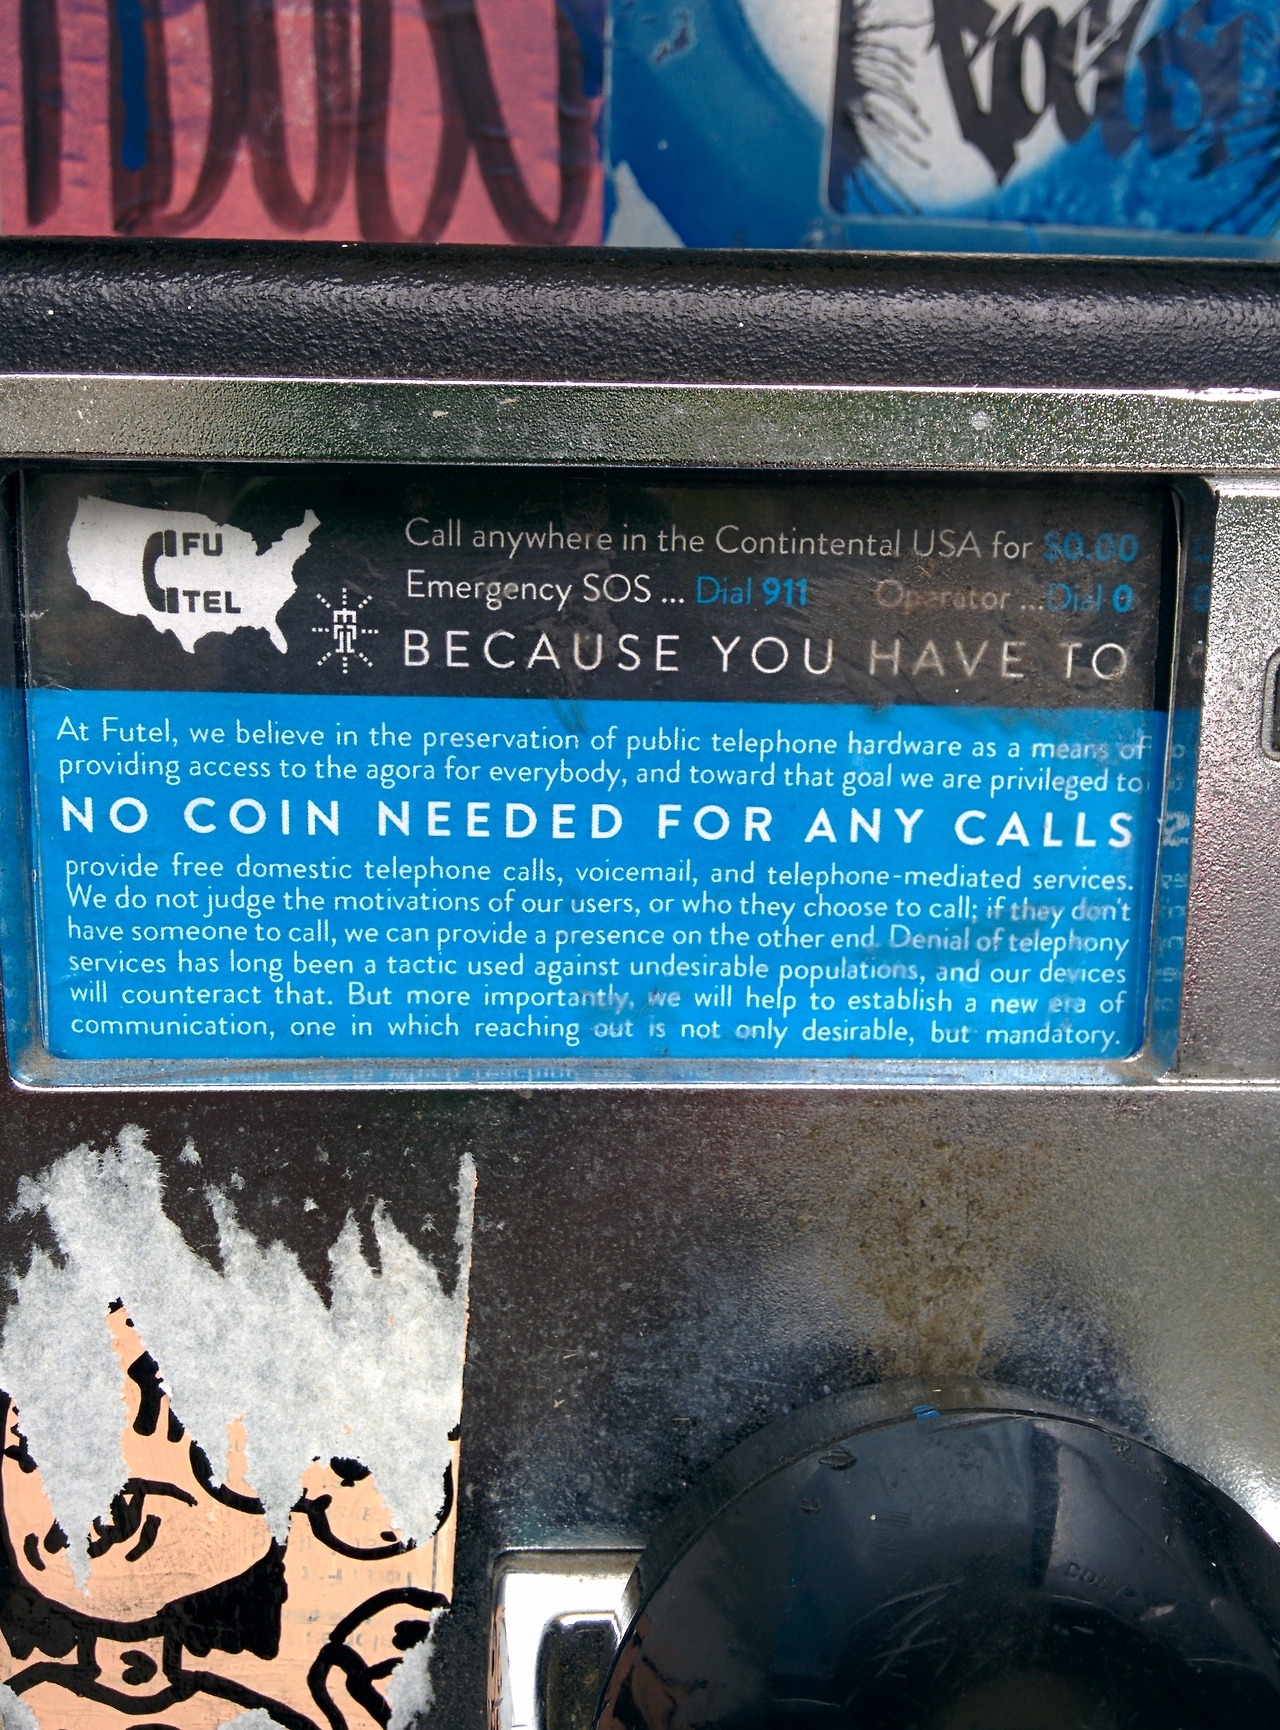 FU
TEL
Call anywhere in the Contintental USA for $0.00
Emergency SOS ... Dial 911 Operator ... Dial 0
BECAUSE YOU HAVE TO
At Futel, we believe in the preservation of public telephone hardware as a means of
providing access to the agora for everybody, and toward that goal we are privileged to
NO COIN NEEDED FOR ANY CALLS
provide free domestic telephone calls, voicemail, and telephone-mediated services.
We do not judge the motivations of our users, or who they choose to call; if they don't
have someone to call, we can provide a presence on the other end. Denial of telephony
services has long been a tactic used against undesirable populations, and our devices
will counteract that. But more importantly, we will help to establish a new era of
communication, one in which reaching out is not only desirable, but mandatory.